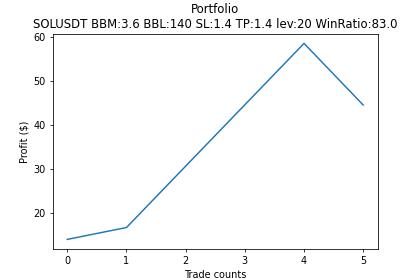 Portfolio
SOLUSDT BBM:3.6 BBL:140 SL:1.4 TP:1.4 lev:20 WinRatio:83.0
60
50
40
30
20
Profit ($)
0 1 2 3 4 5
Trade counts